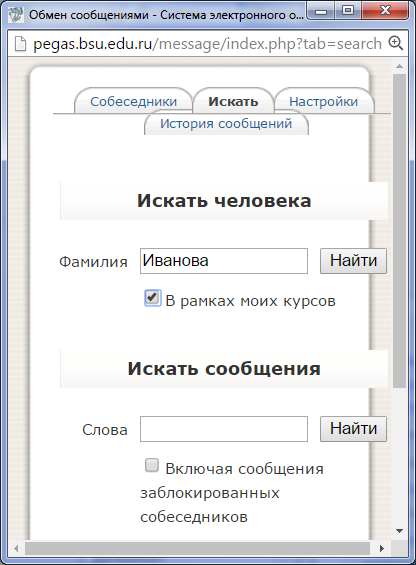 Обмен сообщениями - Система электронного о...
pegas.bsu.edu.ru/message/index.php?tab=search
Собеседники Искать Настройки
История сообщений
Искать человека
Фамилия Иванова Найти
В рамках моих курсов
Искать сообщения
Слова Найти
Включая сообщения
заблокированных
собеседников